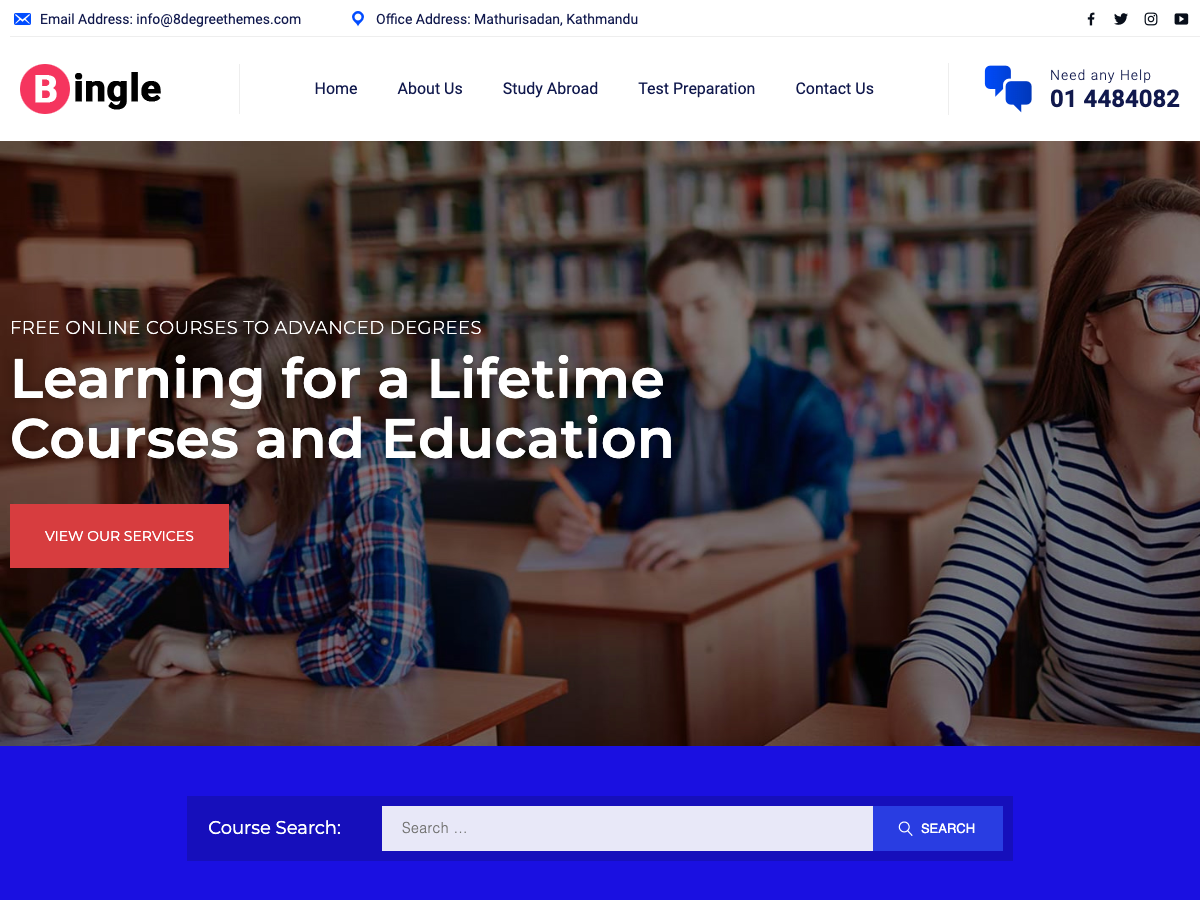 Email Address: info@8degreethemes.com
Office Address: Mathurisadan, Kathmandu
Bingle
Home
About Us
Study Abroad
Test Preparation
Contact Us
Need any Help
01 4484082
FREE ONLINE COURSES TO ADVANCED DEGREES
Learning for a Lifetime
Courses and Education
VIEW OUR SERVICES
Course Search:
Search ...
SEARCH